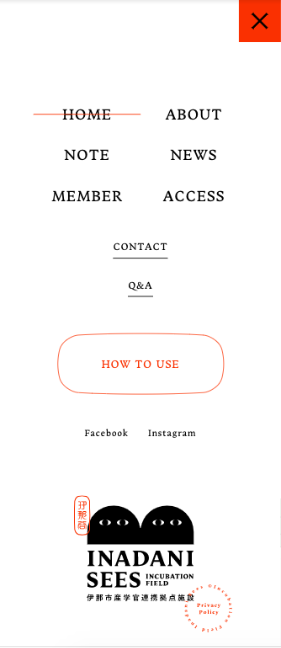 HOME ABOUT
NOTE NEWS
MEMBER ACCESS
CONTACT
Q&A
HOW TO USE
Facebook Instagram
伊那谷
INADANI
SEES INCUBATION
FIELD
伊那市産学官連携拠点施設
Privacy
Policy